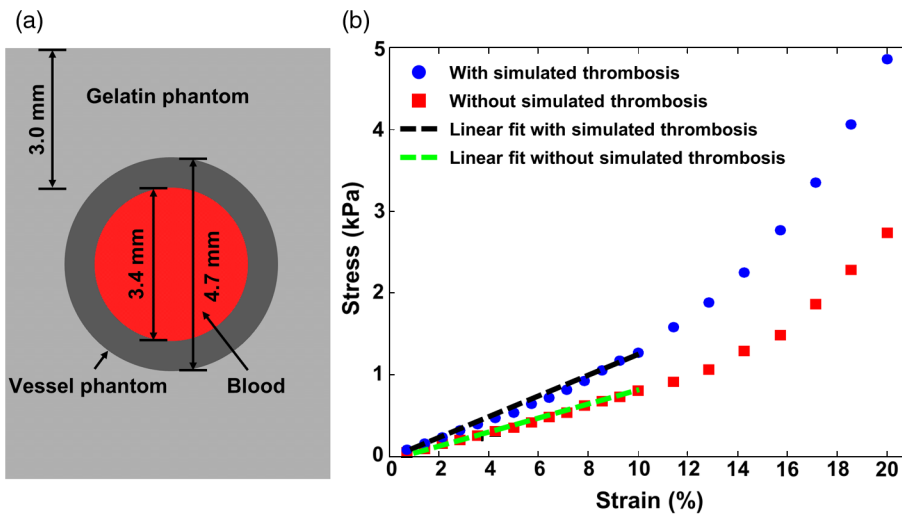 (a)
3.0 mm
Gelatin phantom
3.4 mm
4.7 mm
Vessel phantom
Blood
(b)
With simulated thrombosis
Without simulated thrombosis
Linear fit with simulated thrombosis
Linear fit without simulated thrombosis
Stress (kPa)
5
4
3
2
1
0
0 2 4 6 8 10 12 14 16 18 20
Strain (%)